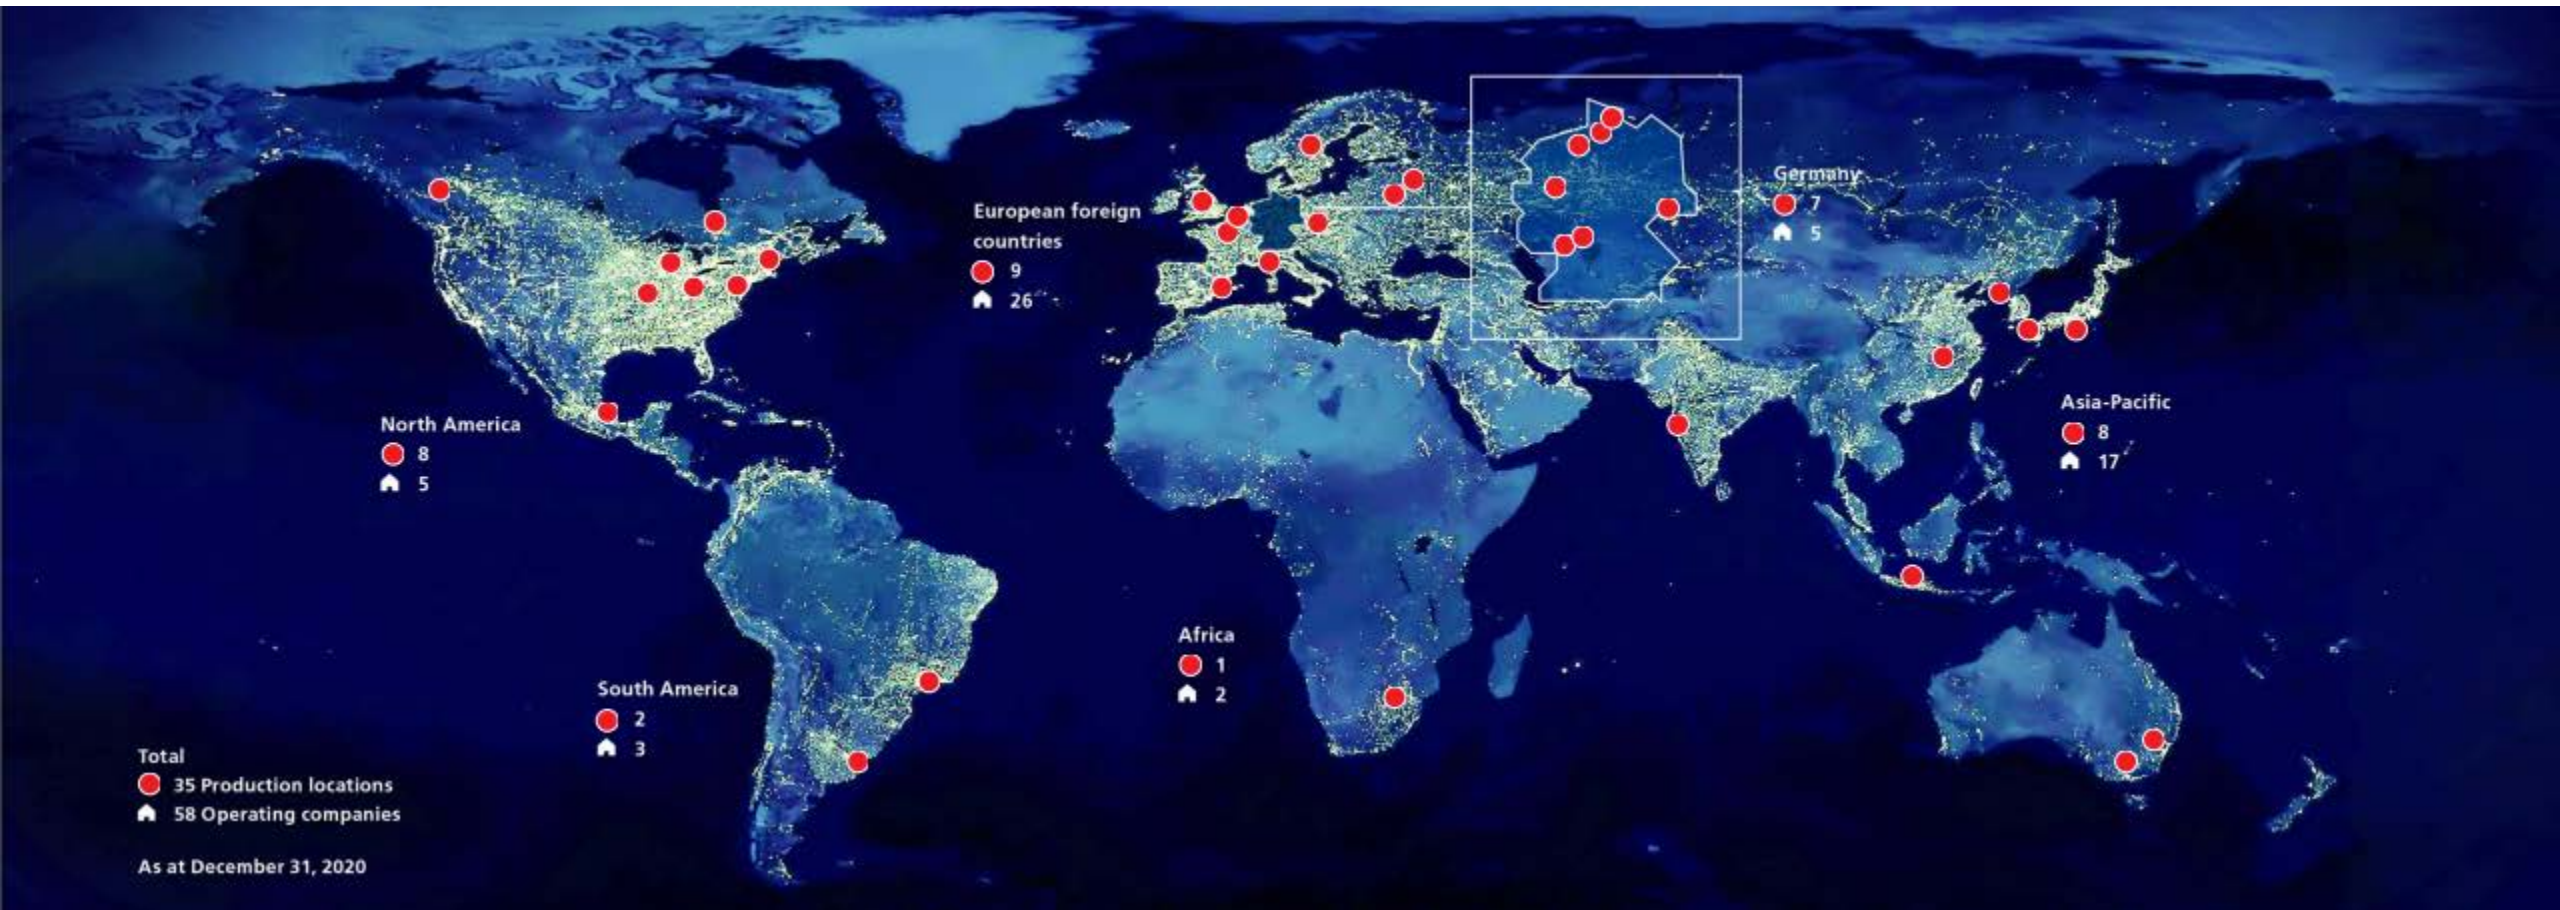 Germany
7
5
European foreign
countries
9
26
Asia-Pacific
8
17
North America
8
5
Africa
1
2
South America
2
3
Total
35 Production locations
58 Operating companies
As at December 31, 2020